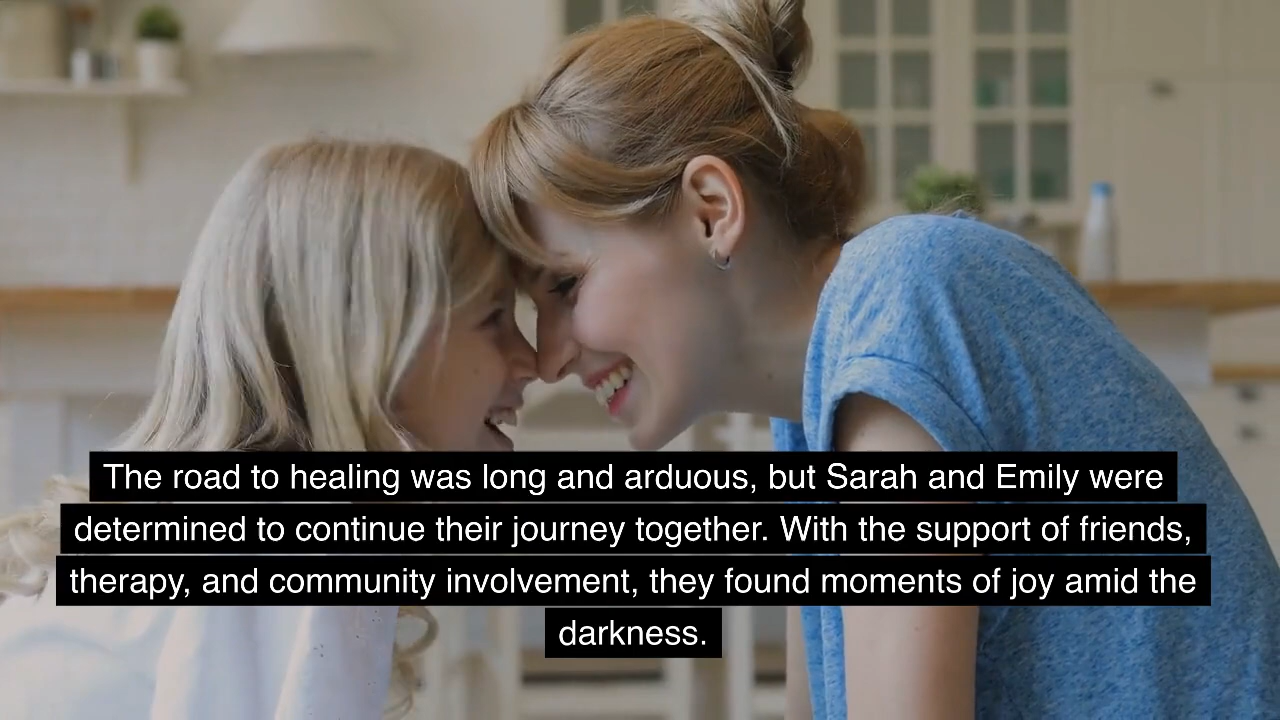 The road to healing was long and arduous, but Sarah and Emily were
determined to continue their journey together. With the support of friends,
therapy, and community involvement, they found moments of joy amid the
darkness.